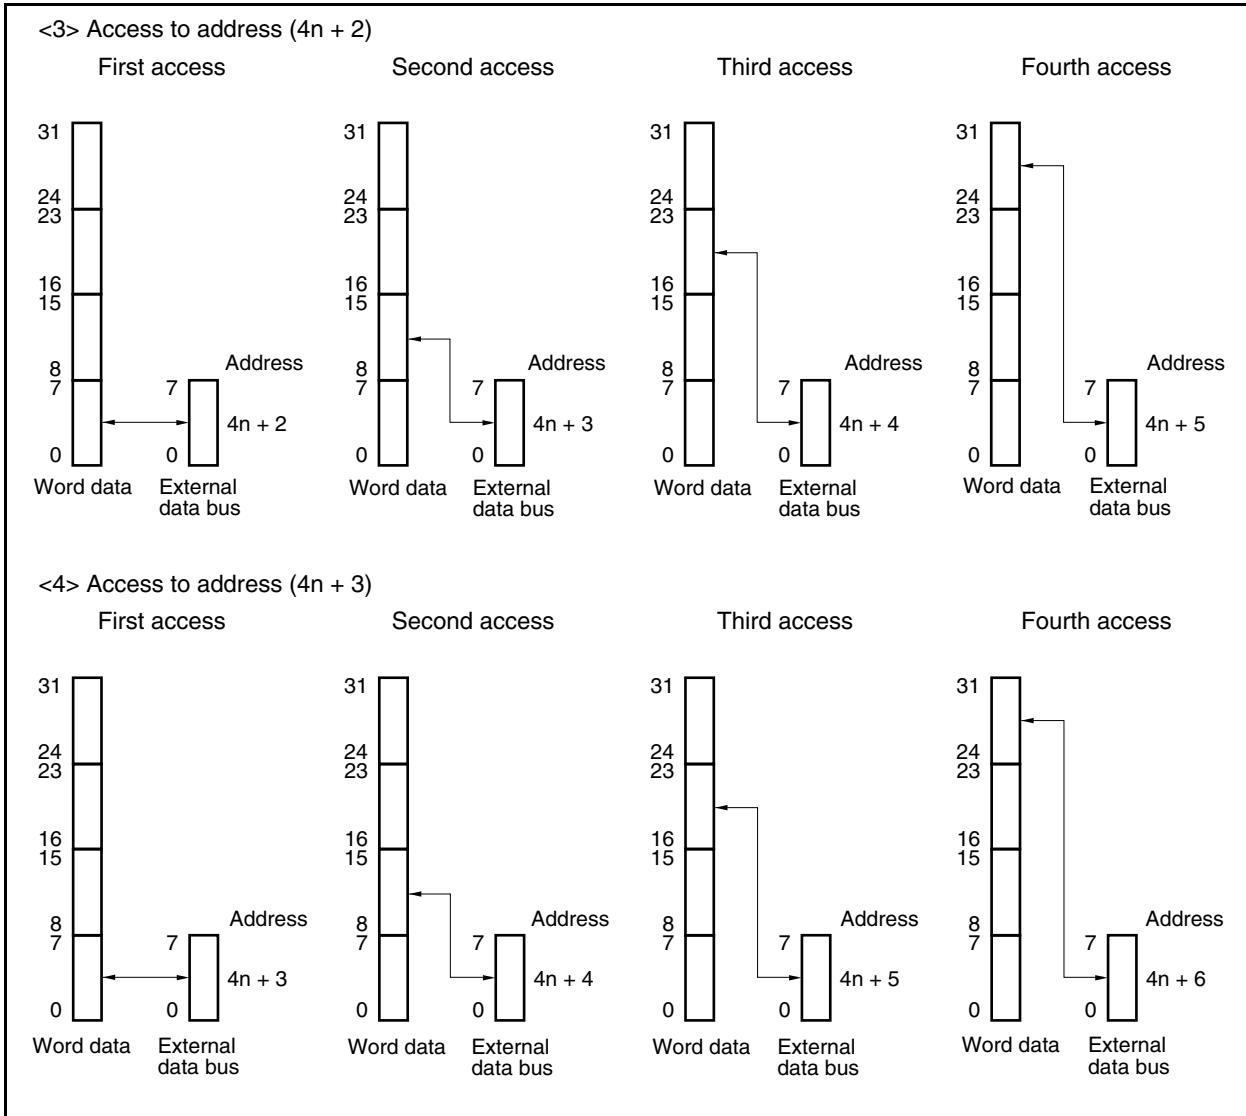 <3> Access to address (4n + 2)
First access Second access Third access Fourth access
31 31 31 31
24 24 24 24
23 23 23 23
16 16 16 16
15 15 15 15
Address Address Address Address
8 8 8 8
7 7 7 7 7 7 7 7
4n + 2 4n + 3 4n + 4 4n + 5
0 0 0 0 0 0 0 0
Word data External Word data External Word data External Word data External
data bus data bus data bus data bus
<4> Access to address (4n + 3)
First access Second access Third access Fourth access
31 31 31 31
24 24 24 24
23 23 23 23
16 16 16 16
15 15 15 15
Address Address Address Address
8 8 8 8
7 7 7 7 7 7 7 7
4n + 3 4n + 4 4n + 5 4n + 6
0 0 0 0 0 0 0 0
Word data External Word data External Word data External Word data External
data bus data bus data bus data bus